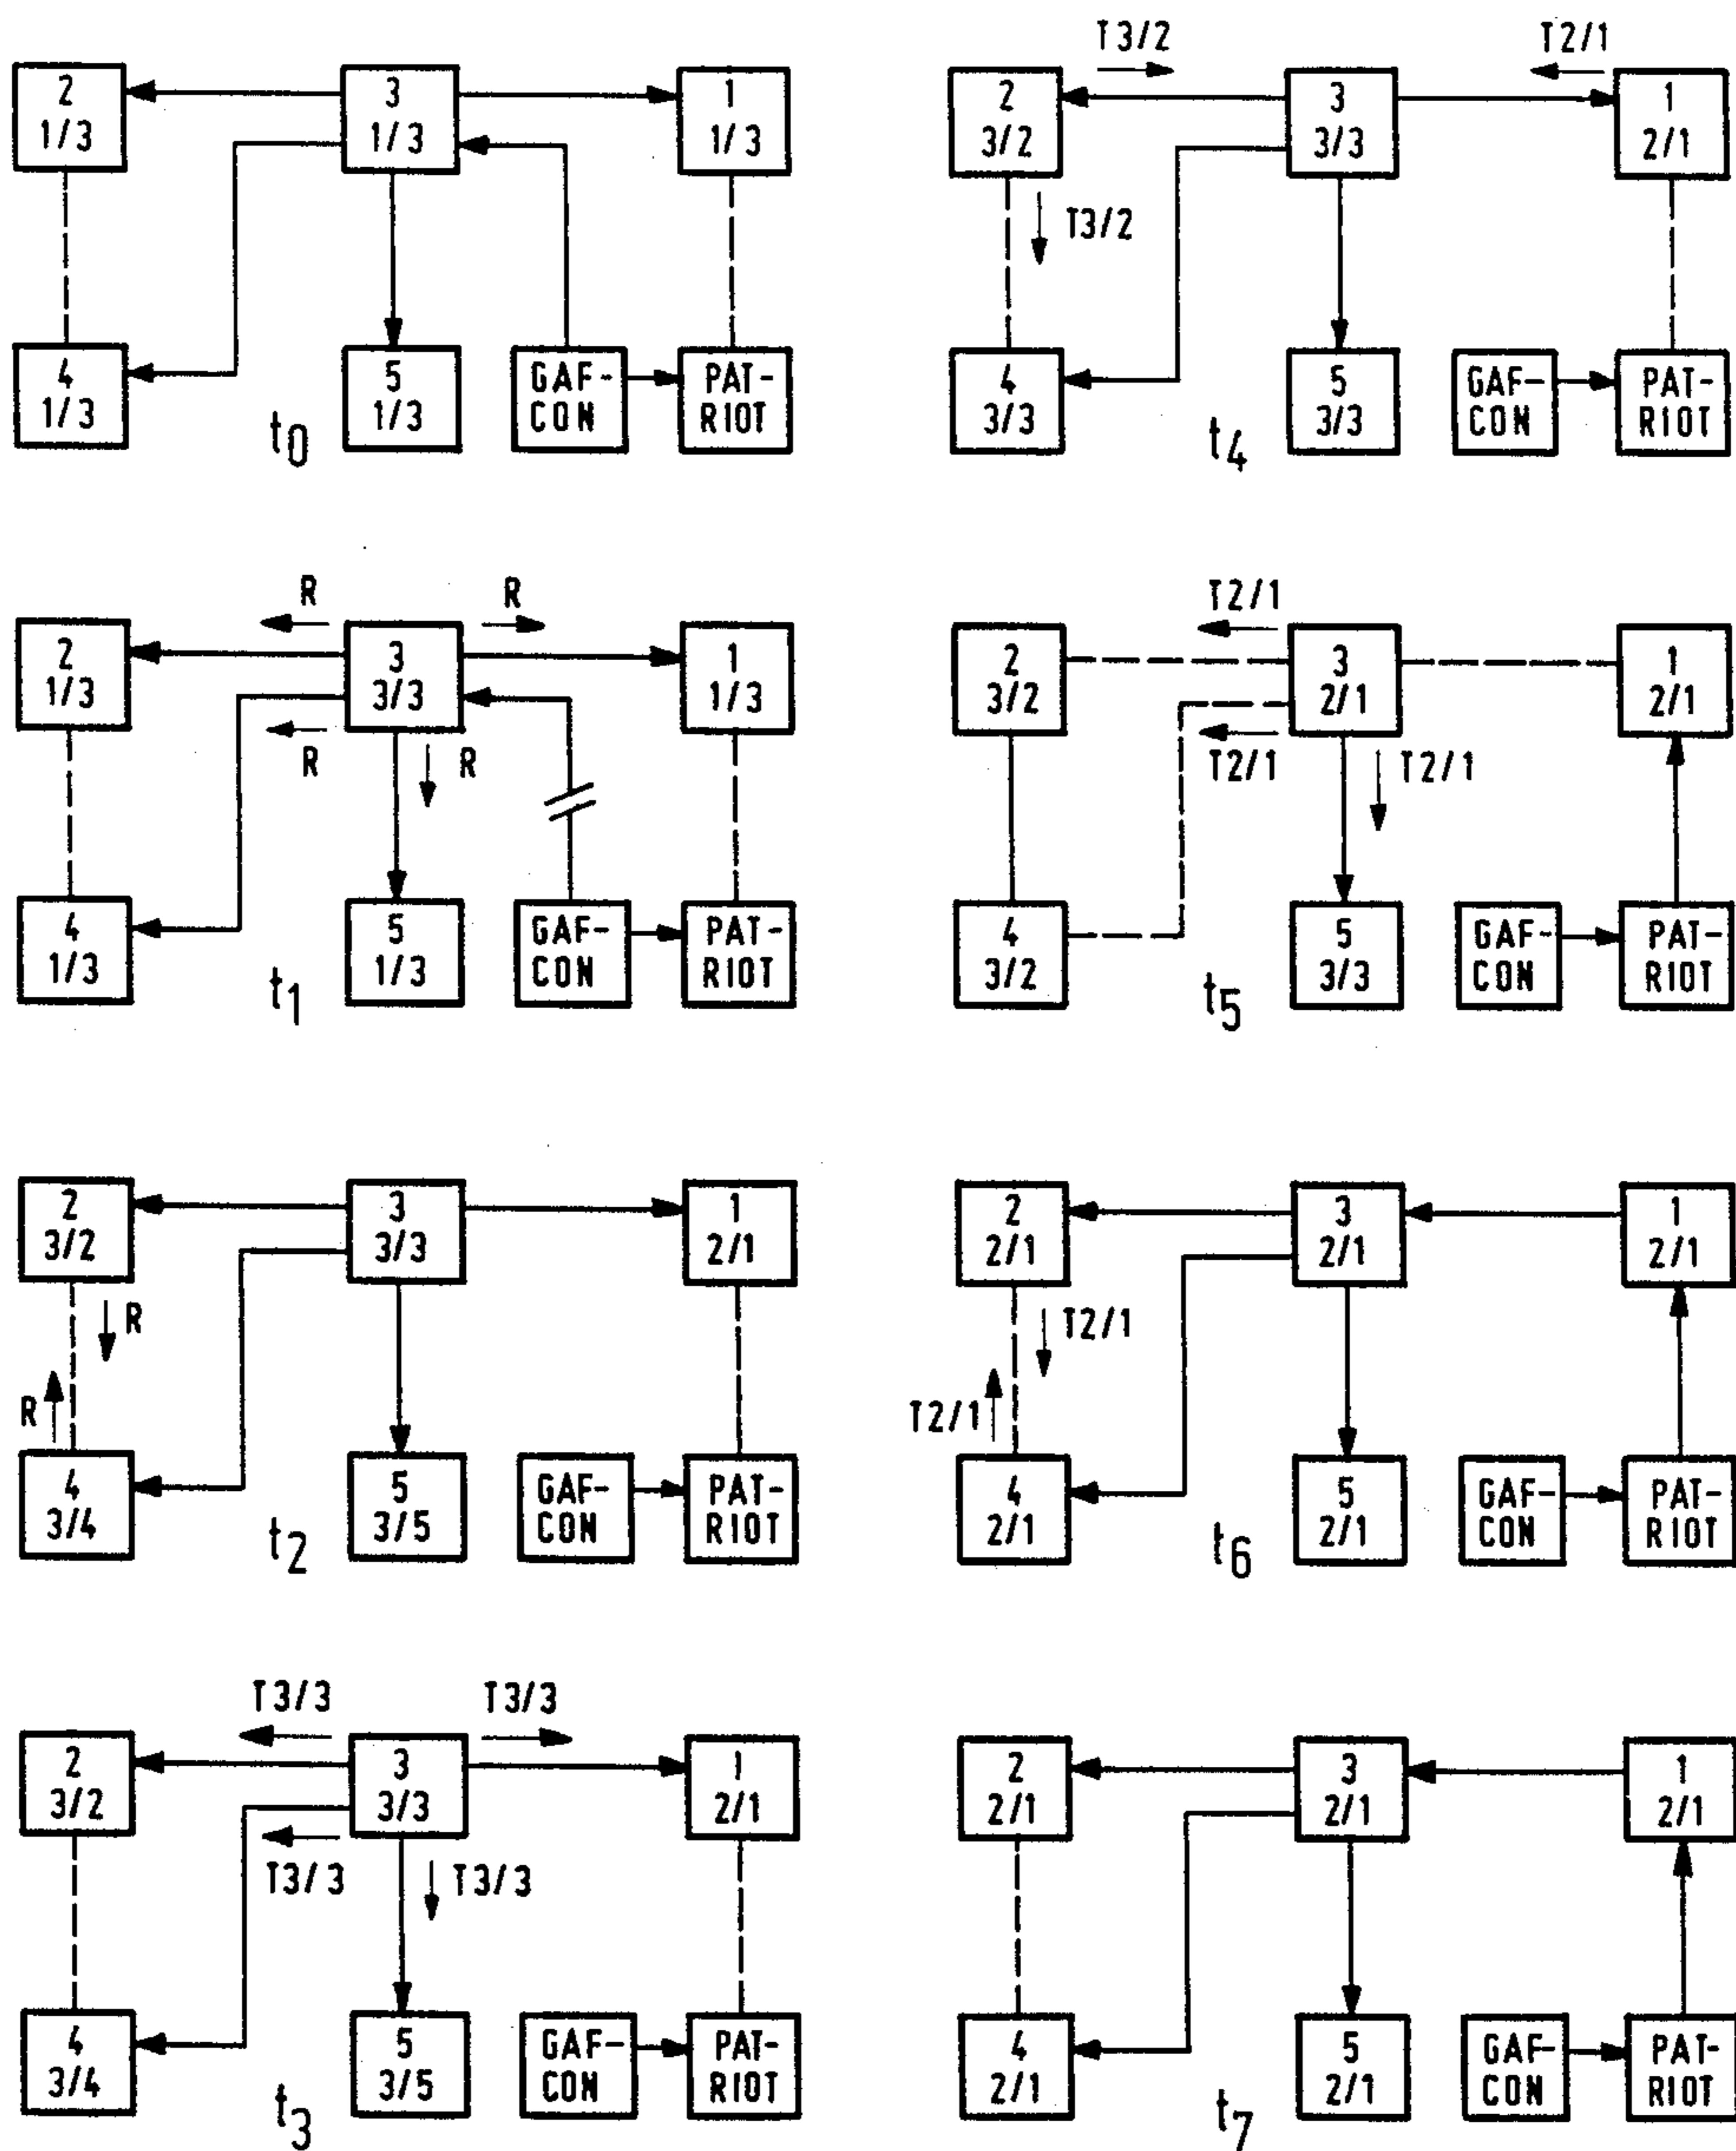 2
1/3
3
1/3
1
1/3
4
1/3
5
1/3
GAF-
CON
PAT-
RIOT
t0
R
R
2
1/3
3
3/3
1
1/3
R
R
4
1/3
5
1/3
GAF-
CON
PAT-
RIOT
t1
2
3/2
3
3/3
1
2/1
R
R
4
3/4
5
3/5
GAF-
CON
PAT-
RIOT
t2
T3/3
T3/3
2
3/2
3
3/3
1
2/1
T3/3
T3/3
4
3/4
5
3/5
GAF-
CON
PAT-
RIOT
t3
T3/2
T2/1
2
3/2
3
3/3
1
2/1
T3/2
4
3/3
5
3/3
GAF-
CON
PAT-
RIOT
t4
T2/1
2
3/2
3
2/1
1
2/1
T2/1
T2/1
4
3/2
5
3/3
GAF-
CON
PAT-
RIOT
t5
2
2/1
3
2/1
1
2/1
T2/1
T2/1
4
2/1
5
2/1
GAF-
CON
PAT-
RIOT
t6
2
2/1
3
2/1
1
2/1
4
2/1
5
2/1
GAF-
CON
PAT-
RIOT
t7